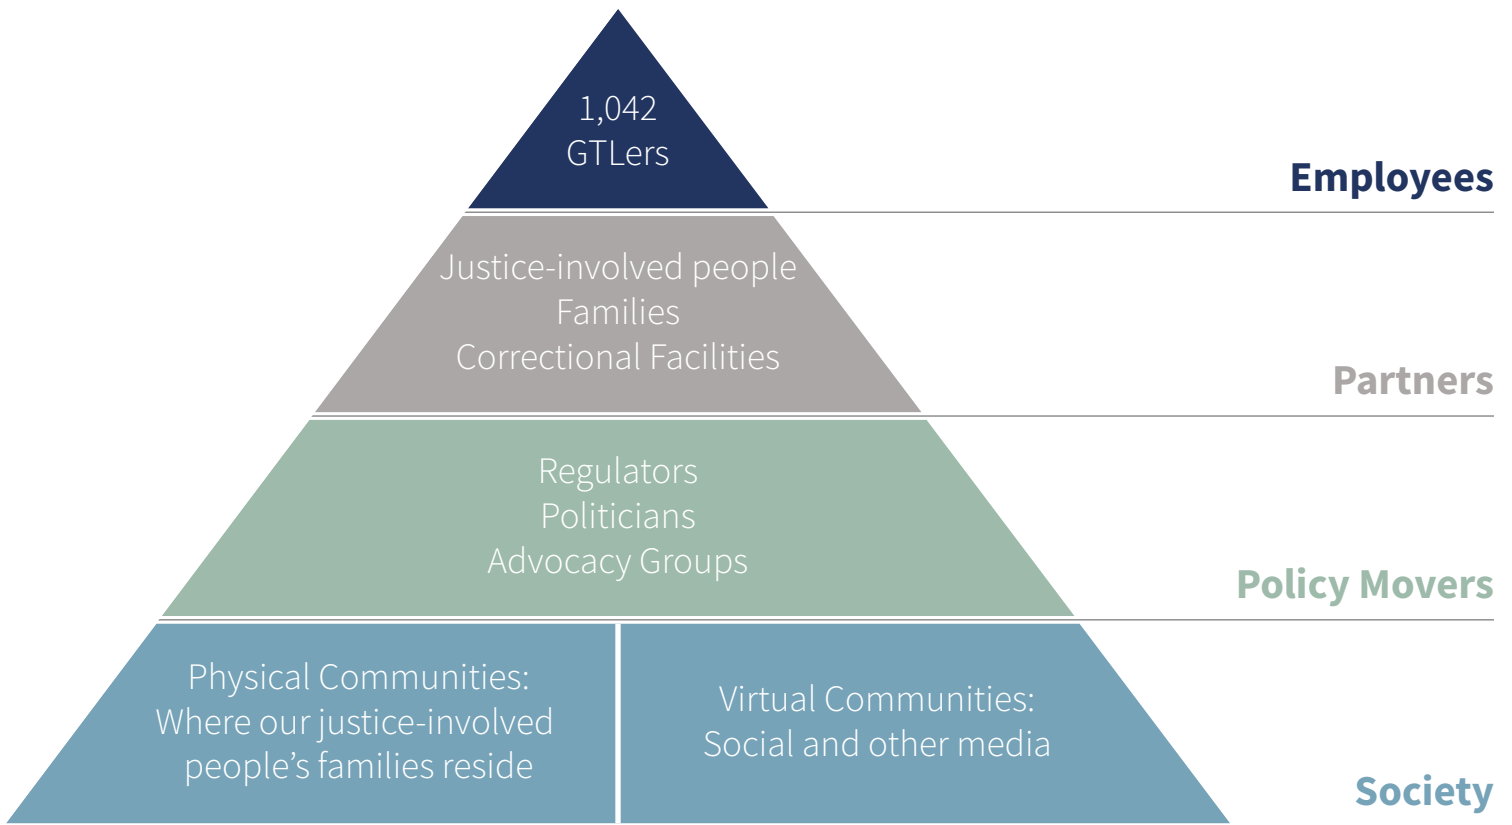 1,042
GTLers
Employees
Justice-involved people
Families
Correctional Facilities
Partners
Regulators
Politicians
Advocacy Groups
Policy Movers
Physical Communities:
Where our justice-involved
people’s families reside
Virtual Communities:
Social and other media
Society